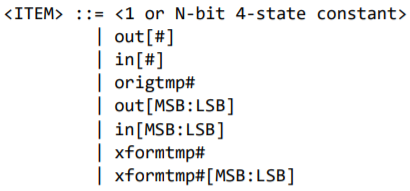 <ITEM> ::= <1 or N-bit 4-state constant>
| out[#]
| in[#]
| origtmp#
| out[MSB:LSB]
| in[MSB:LSB]
| xformtmp#
| xformtmp#[MSB:LSB]